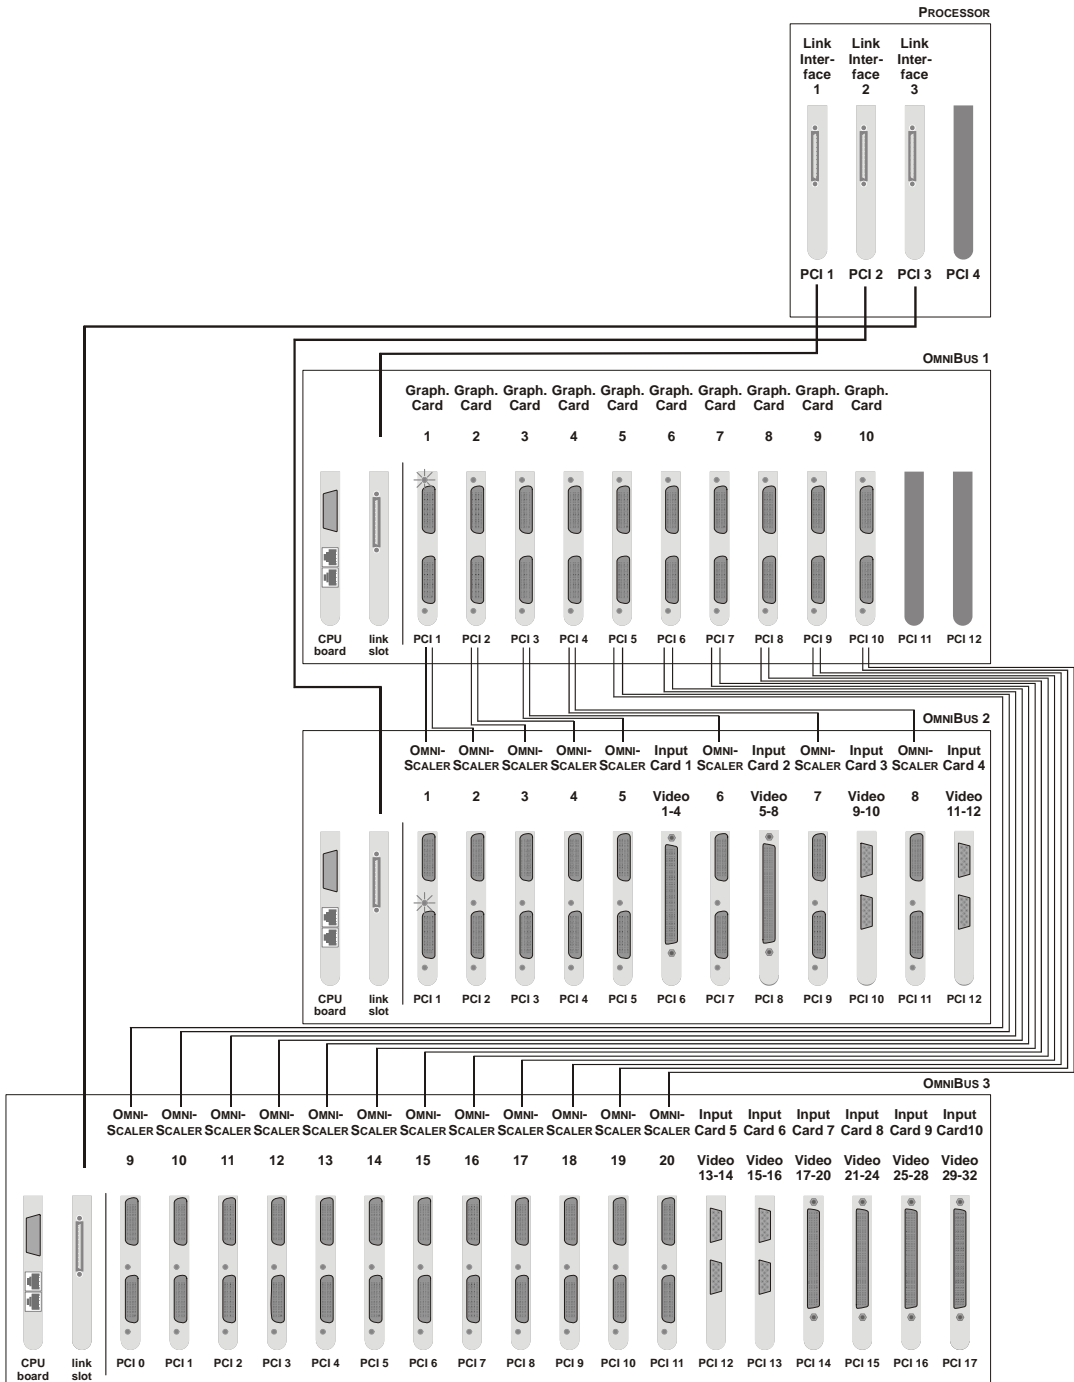 PROCESSOR
Link Link Link
Inter- Inter- Inter-
face face face
1 2 3
PCI 1 PCI 2 PCI 3 PCI 4
OMNIBUS 1
Graph. Graph. Graph. Graph. Graph. Graph. Graph. Graph. Graph. Graph.
Card Card Card Card Card Card Card Card Card Card
1 2 3 4 5 6 7 8 9 10
CPU link PCI 1 PCI 2 PCI 3 PCI 4 PCI 5 PCI 6 PCI 7 PCI 8 PCI 9 PCI 10 PCI 11 PCI 12
board slot
OMNIBUS 2
OMNI- OMNI- OMNI- OMNI- OMNI- Input OMNI- Input OMNI- Input OMNI- Input
SCALER SCALER SCALER SCALER SCALER Card 1 SCALER Card 2 SCALER Card 3 SCALER Card 4
1 2 3 4 5 Video 6 Video 7 Video 8 Video
1-4 5-8 9-10 11-12
CPU link PCI 1 PCI 2 PCI 3 PCI 4 PCI 5 PCI 6 PCI 7 PCI 8 PCI 9 PCI 10 PCI 11 PCI 12
board slot
OMNIBUS 3
OMNI- OMNI- OMNI- OMNI- OMNI- OMNI- OMNI- OMNI- OMNI- OMNI- OMNI- OMNI- Input Input Input Input Input Input
SCALER SCALER SCALER SCALER SCALER SCALER SCALER SCALER SCALER SCALER SCALER SCALER Card 5 Card 6 Card 7 Card 8 Card 9 Card10
9 10 11 12 13 14 15 16 17 18 19 20 Video Video Video Video Video Video
13-14 15-16 17-20 21-24 25-28 29-32
CPU link PCI 0 PCI 1 PCI 2 PCI 3 PCI 4 PCI 5 PCI 6 PCI 7 PCI 8 PCI 9 PCI 10 PCI 11 PCI 12 PCI 13 PCI 14 PCI 15 PCI 16 PCI 17
board slot